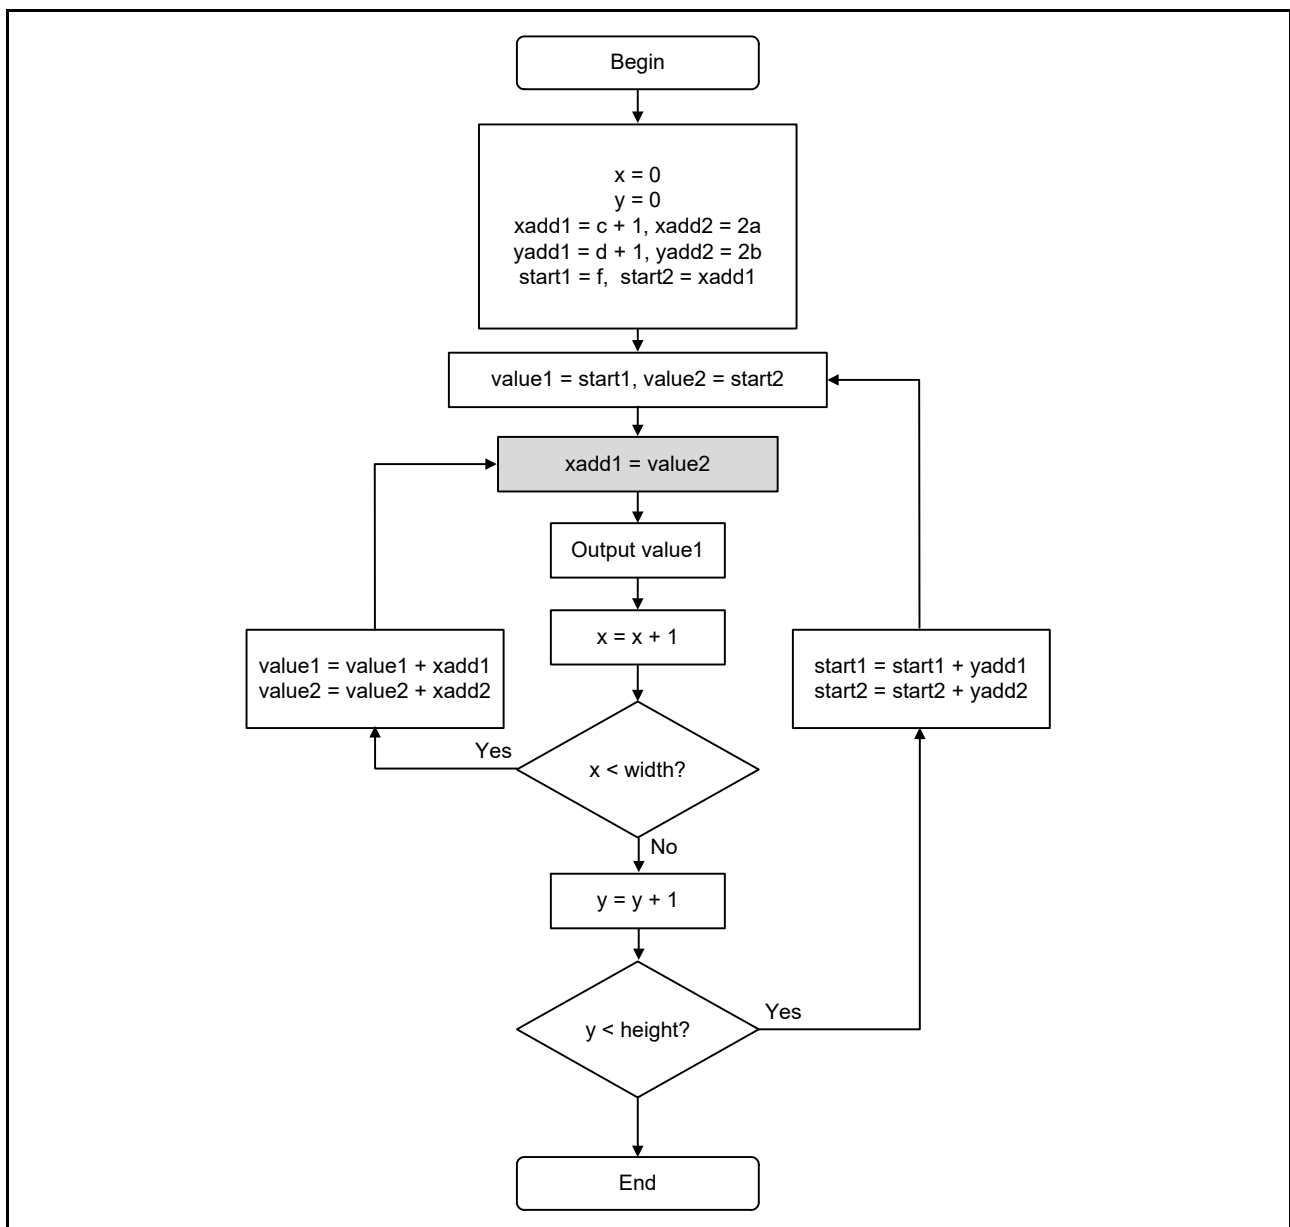 Begin
x = 0
y = 0
xadd1 = c + 1, xadd2 = 2a
yadd1 = d + 1, yadd2 = 2b
start1 = f,  start2 = xadd1
value1 = start1, value2 = start2
xadd1 = value2
Output value1
x = x + 1
value1 = value1 + xadd1
value2 = value2 + xadd2
start1 = start1 + yadd1
start2 = start2 + yadd2
Yes
x < width?
No
y = y + 1
Yes
y < height?
End